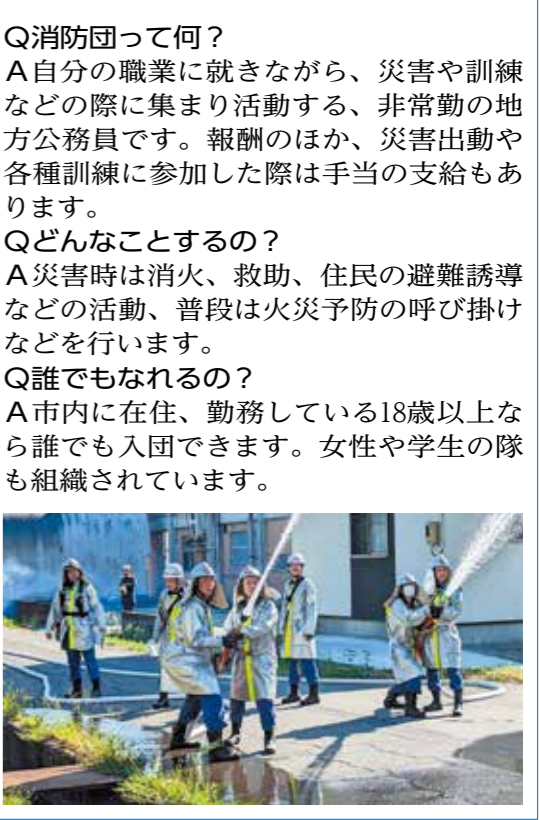 Q消防団って何？
A自分の職業に就きながら、災害や訓練
などの際に集まり活動する、非常勤の地
方公務員です。報酬のほか、災害出動や
各種訓練に参加した際は手当の支給もあ
ります。
Qどんなことするの？
A災害時は消火、救助、住民の避難誘導
などの活動、普段は火災予防の呼び掛け
などを行います。
Q誰でもなれるの？
A市内に在住、勤務している18歳以上な
ら誰でも入団できます。女性や学生の隊
も組織されています。